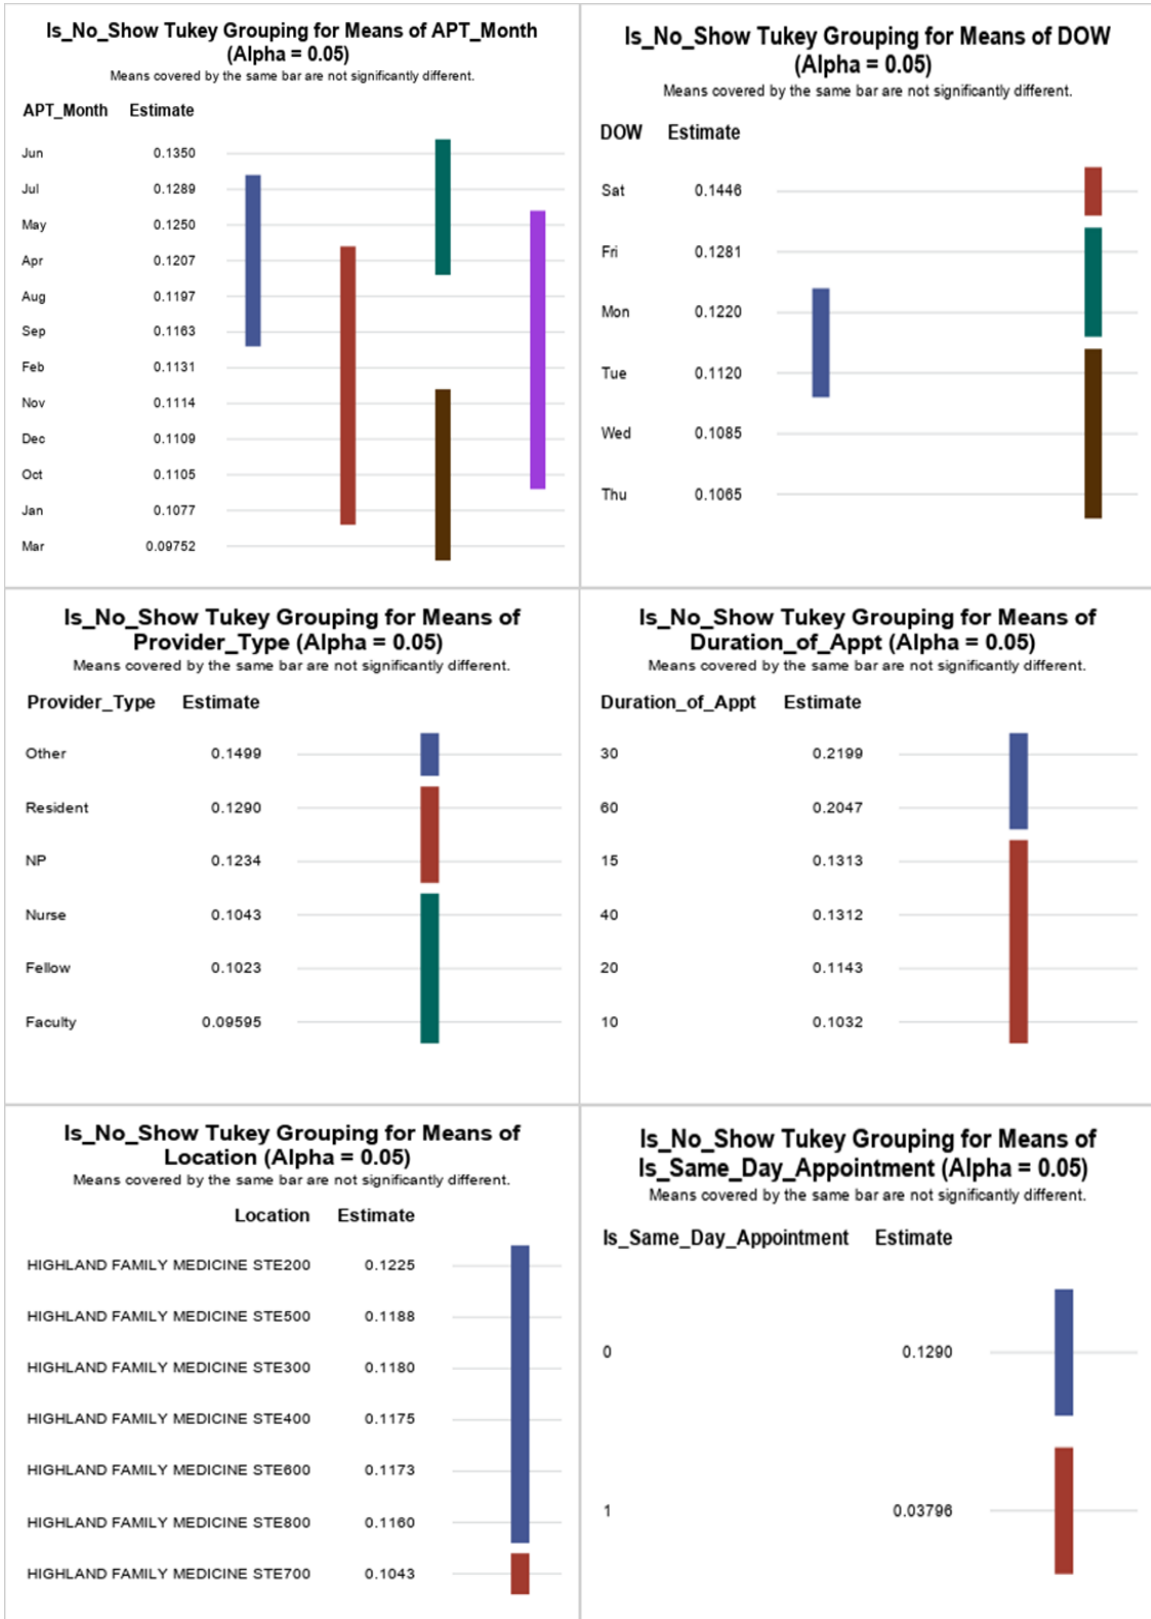 Is_No_Show Tukey Grouping for Means of APT_Month
(Alpha = 0.05)
Means covered by the same bar are not significantly different.
APT_Month Estimate
Jun 0.1350
Jul 0.1289
May 0.1250
Apr 0.1207
Aug 0.1197
Sep 0.1163
Feb 0.1131
Nov 0.1114
Dec 0.1109
Oct 0.1105
Jan 0.1077
Mar 0.09752
Is_No_Show Tukey Grouping for Means of DOW
(Alpha = 0.05)
Means covered by the same bar are not significantly different.
DOW Estimate
Sat 0.1446
Fri 0.1281
Mon 0.1220
Tue 0.1120
Wed 0.1085
Thu 0.1065
Is_No_Show Tukey Grouping for Means of
Provider_Type (Alpha = 0.05)
Means covered by the same bar are not significantly different.
Provider_Type Estimate
Other 0.1499
Resident 0.1290
NP 0.1234
Nurse 0.1043
Fellow 0.1023
Faculty 0.09595
Is_No_Show Tukey Grouping for Means of
Duration_of_Appt (Alpha = 0.05)
Means covered by the same bar are not significantly different.
Duration_of_Appt Estimate
30 0.2199
60 0.2047
15 0.1313
40 0.1312
20 0.1143
10 0.1032
Is_No_Show Tukey Grouping for Means of
Location (Alpha = 0.05)
Means covered by the same bar are not significantly different.
Location Estimate
HIGHLAND FAMILY MEDICINE STE200 0.1225
HIGHLAND FAMILY MEDICINE STE500 0.1188
HIGHLAND FAMILY MEDICINE STE300 0.1180
HIGHLAND FAMILY MEDICINE STE400 0.1175
HIGHLAND FAMILY MEDICINE STE600 0.1173
HIGHLAND FAMILY MEDICINE STE800 0.1160
HIGHLAND FAMILY MEDICINE STE700 0.1043
Is_No_Show Tukey Grouping for Means of
Is_Same_Day_Appointment (Alpha = 0.05)
Means covered by the same bar are not significantly different.
Is_Same_Day_Appointment Estimate
0 0.1290
1 0.03796